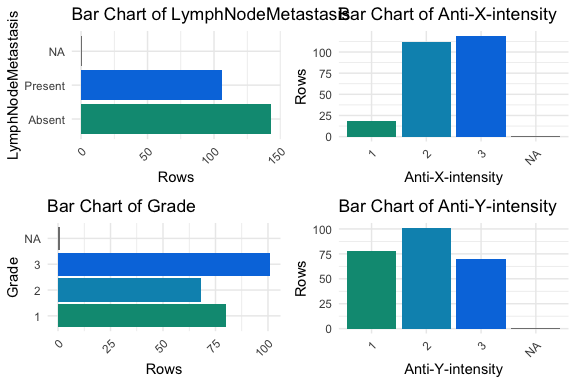 Bar Chart of LymphNodeMetastasis
LymphNodeMetastasis
NA
Present
Absent
0
50
100
150
Rows
Bar Chart of Anti-X-intensity
Rows
100
75
50
25
0
1
2
3
NA
Anti-X-intensity
Bar Chart of Grade
Grade
NA
3
2
1
0
25
50
75
100
Rows
Bar Chart of Anti-Y-intensity
Rows
100
75
50
25
0
1
2
3
NA
Anti-Y-intensity